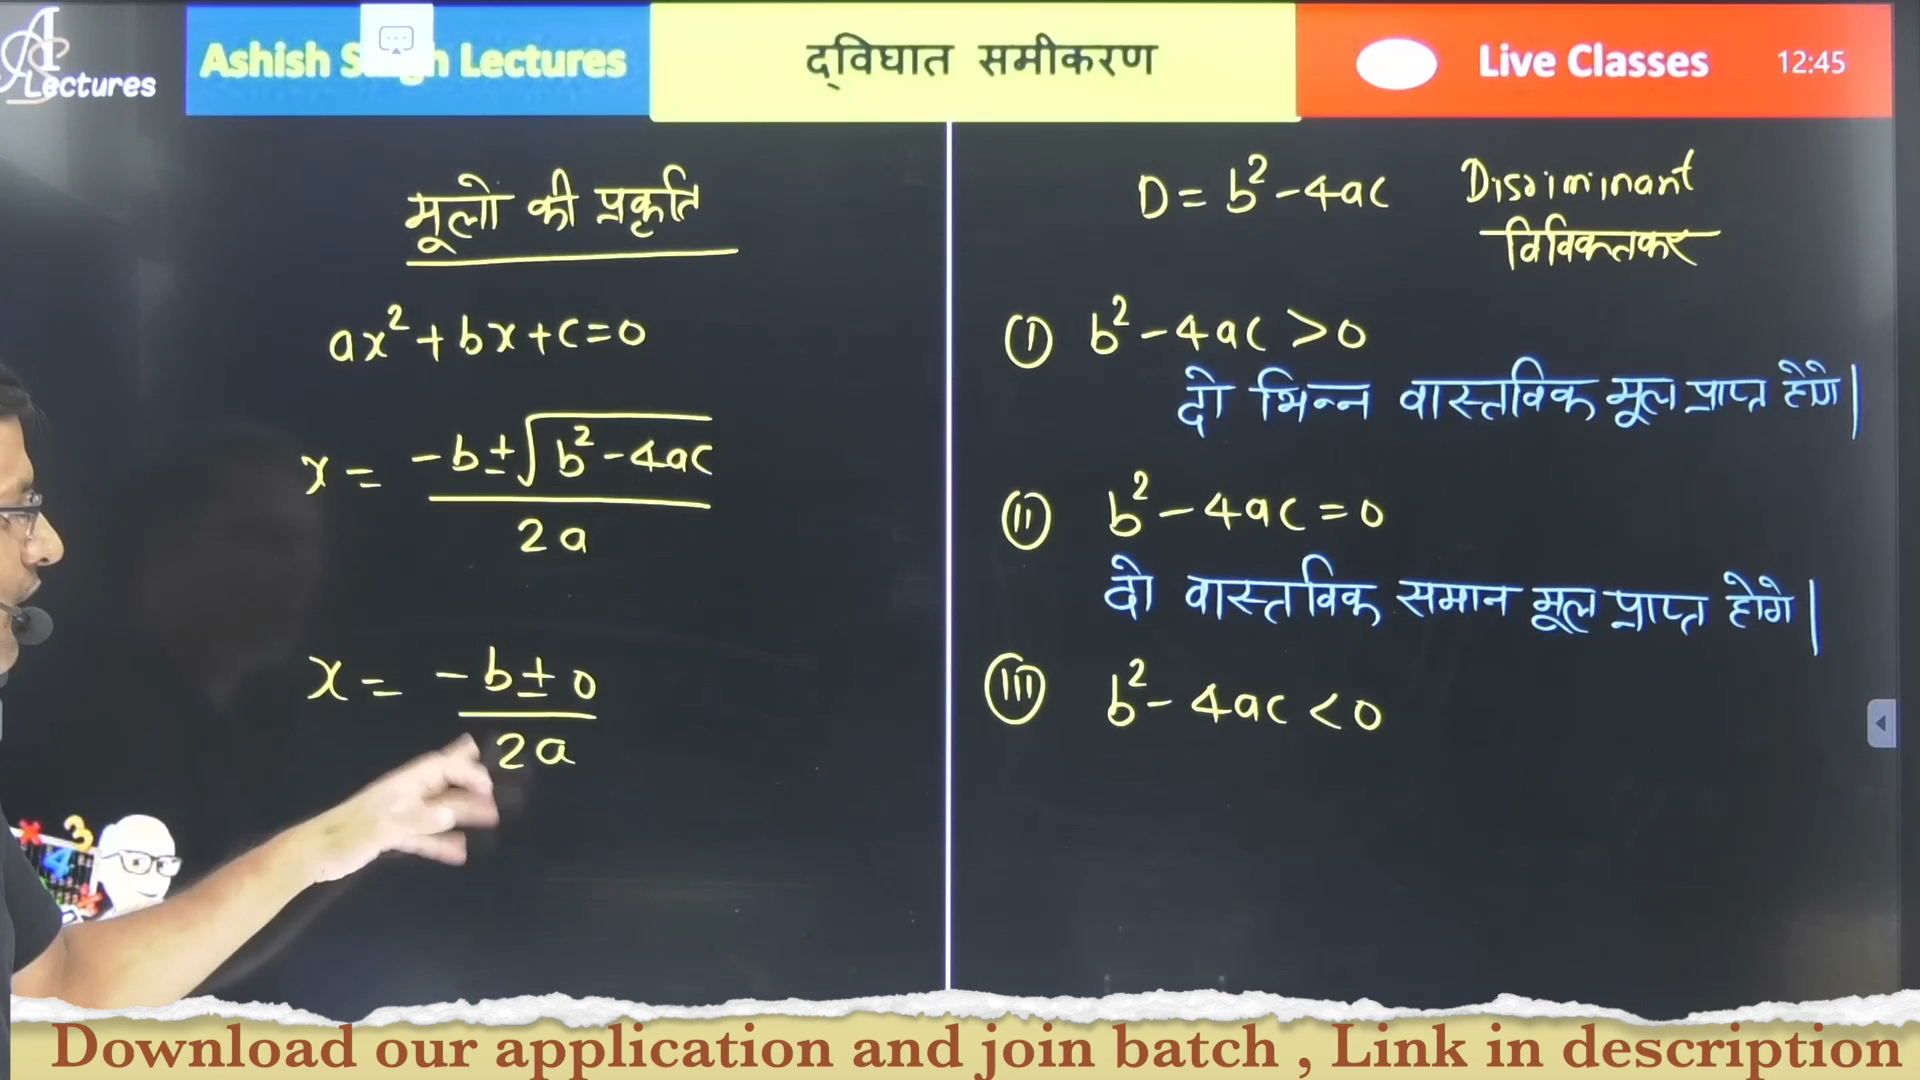 Lectures
Ashish Singh Lectures
द्विघात समीकरण
Live Classes
12:45
मूलो की प्रकृति
ax²+bx+c=0
x = -b±√b²-4ac
2a
x = -b±0
2a
D = b²-4ac Discriminant
विविक्तकर
(i) b²-4ac>0
दो भिन्न वास्तविक मूल प्राप्त होंगे|
(ii) b²-4ac=0
दो वास्तविक समान मूल प्राप्त होगे|
(iii) b²-4ac<0
Download our application and join batch , Link in description